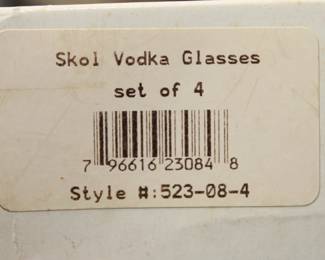 Skol Vodka Glasses
set of 4
7 96616 23084 8
Style #:523-08-4